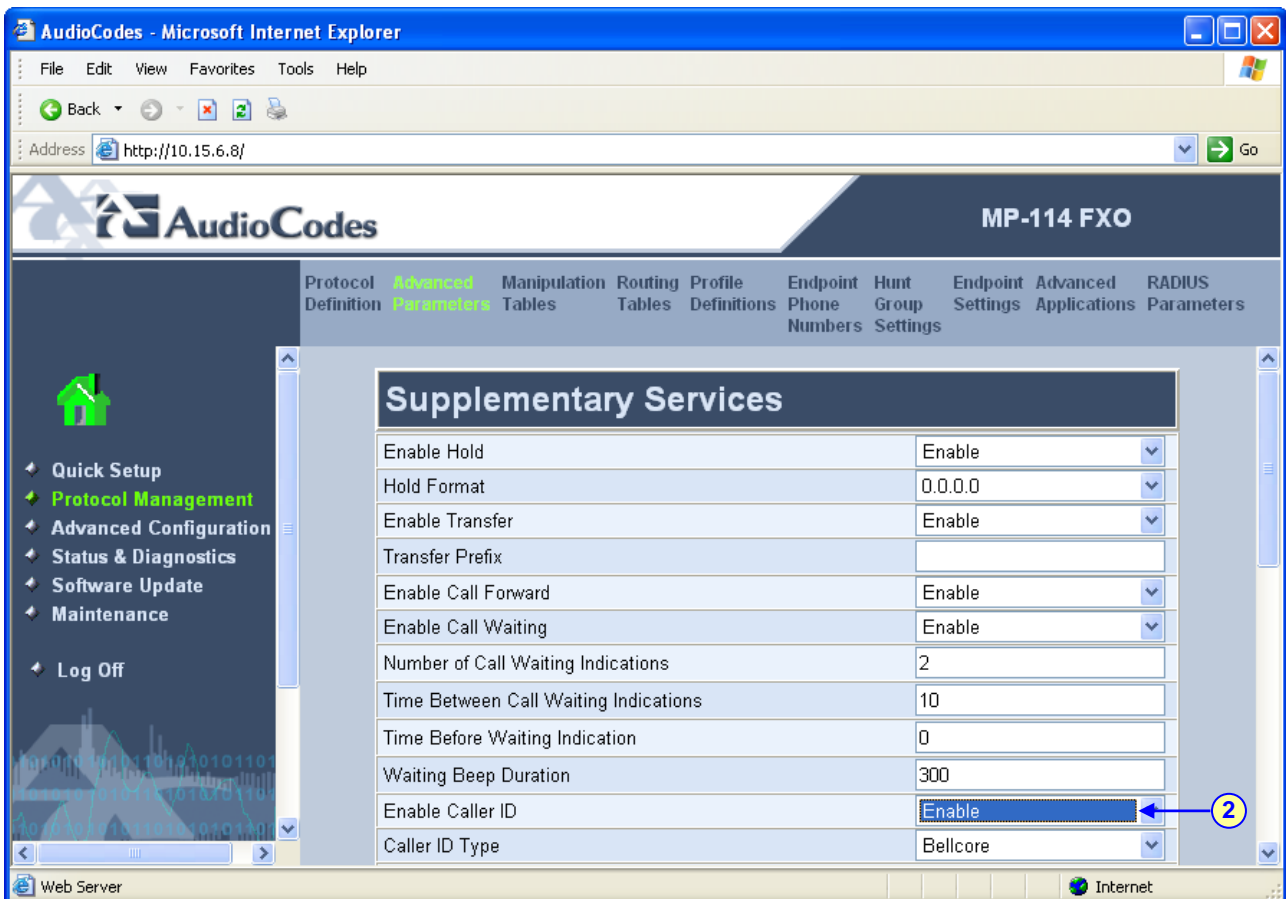 AudioCodes - Microsoft Internet Explorer
File Edit View Favorites Tools Help
Back
Address http://10.15.6.8/ Go
AudioCodes
MP-114 FXO
Protocol Definition
Advanced Parameters
Manipulation Tables
Routing Tables
Profile Definitions
Endpoint Phone Numbers
Hunt Group Settings
Endpoint Settings
Advanced Applications
RADIUS Parameters
Quick Setup
Protocol Management
Advanced Configuration
Status & Diagnostics
Software Update
Maintenance
Log Off
Supplementary Services
Enable Hold Enable
Hold Format 0.0.0.0
Enable Transfer Enable
Transfer Prefix
Enable Call Forward Enable
Enable Call Waiting Enable
Number of Call Waiting Indications 2
Time Between Call Waiting Indications 10
Time Before Waiting Indication 0
Waiting Beep Duration 300
Enable Caller ID Enable 2
Caller ID Type Bellcore
Web Server Internet